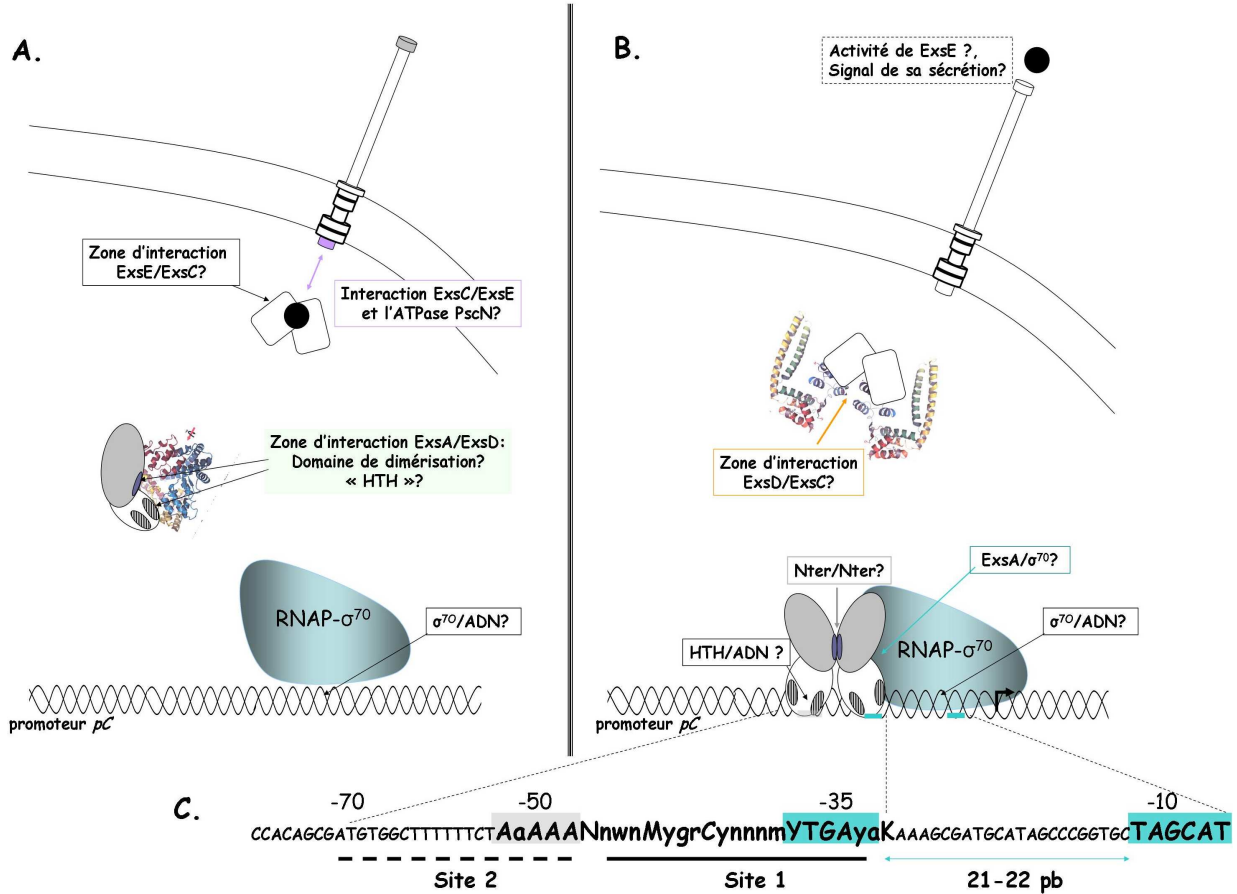 A.
Zone d'interaction
ExsE/ExsC?
Interaction ExsC/ExsE
et l'ATPase PscN?
Zone d'interaction ExsA/ExsD:
Domaine de dimérisation?
« HTH »?
RNAP-σ⁷⁰
σ⁷⁰/ADN?
promoteur pC
B.
Activité de ExsE ?,
Signal de sa sécrétion?
Zone d'interaction
ExsD/ExsC?
Nter/Nter?
ExsA/σ⁷⁰?
HTH/ADN ?
RNAP-σ⁷⁰
σ⁷⁰/ADN?
promoteur pC
C.
-70 -50 -35 -10
CCACAGCGATGTGGCTTTTTTCTAaAAANnwnMygrCynnnmYTGAyaKAAAGCGATGCATAGCCCGGTGCTAGCAT
Site 2 Site 1 21-22 pb